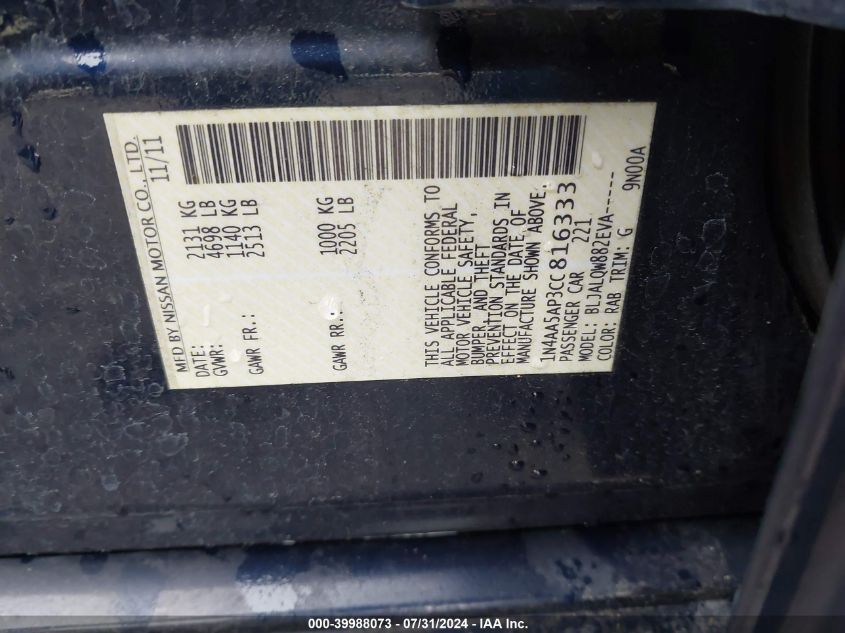 MFD BY NISSAN MOTOR CO., LTD.
DATE: 11/11
GVWR: 2131 KG
4698 LB
GAWR FR.: 1140 KG
2513 LB
GAWR RR.: 1000 KG
2205 LB
THIS VEHICLE CONFORMS TO
ALL APPLICABLE FEDERAL
MOTOR VEHICLE SAFETY,
BUMPER, AND THEFT
PREVENTION STANDARDS IN
EFFECT ON THE DATE OF
MANUFACTURE SHOWN ABOVE.
1N4AA5AP3CC816333
PASSENGER CAR 221
MODEL: BLJALQW882EVA-----
COLOR: RAB TRIM: G 9N00A
000-39988073 - 07/31/2024 - IAAI.COM